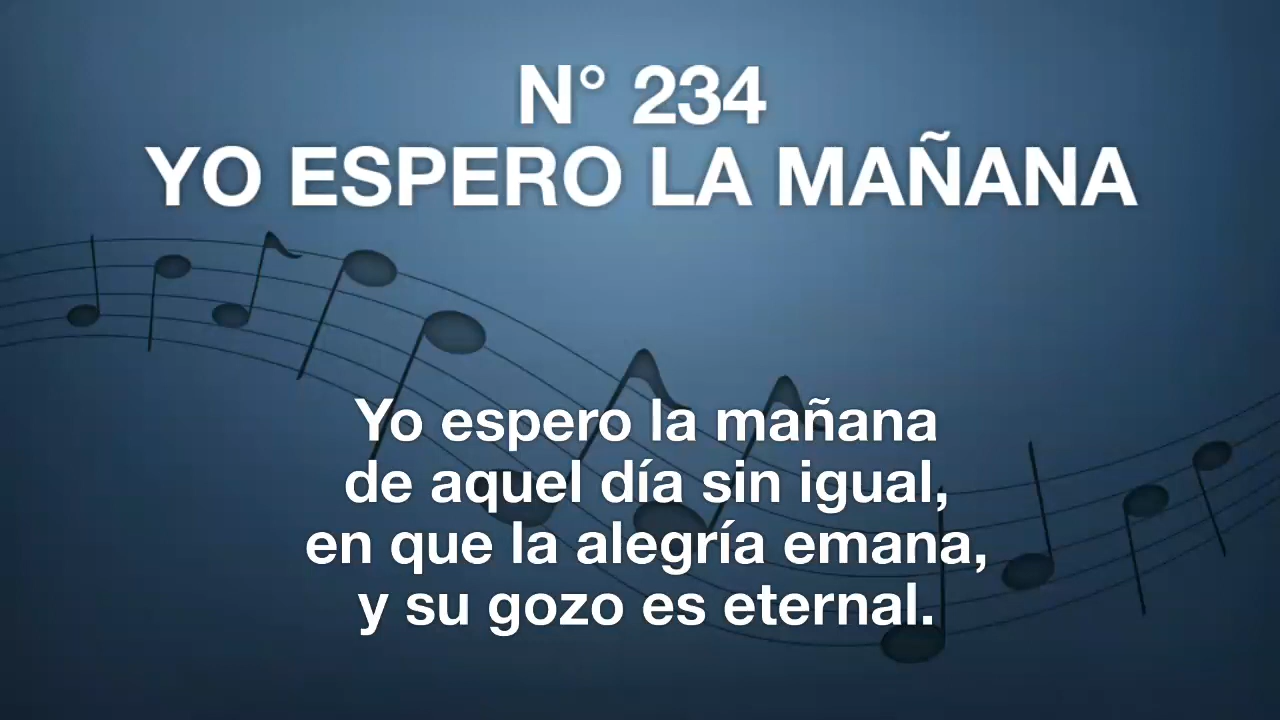 N° 234
YO ESPERO LA MAÑANA
Yo espero la mañana
de aquel día sin igual,
en que la alegría emana,
y su gozo es eternal.